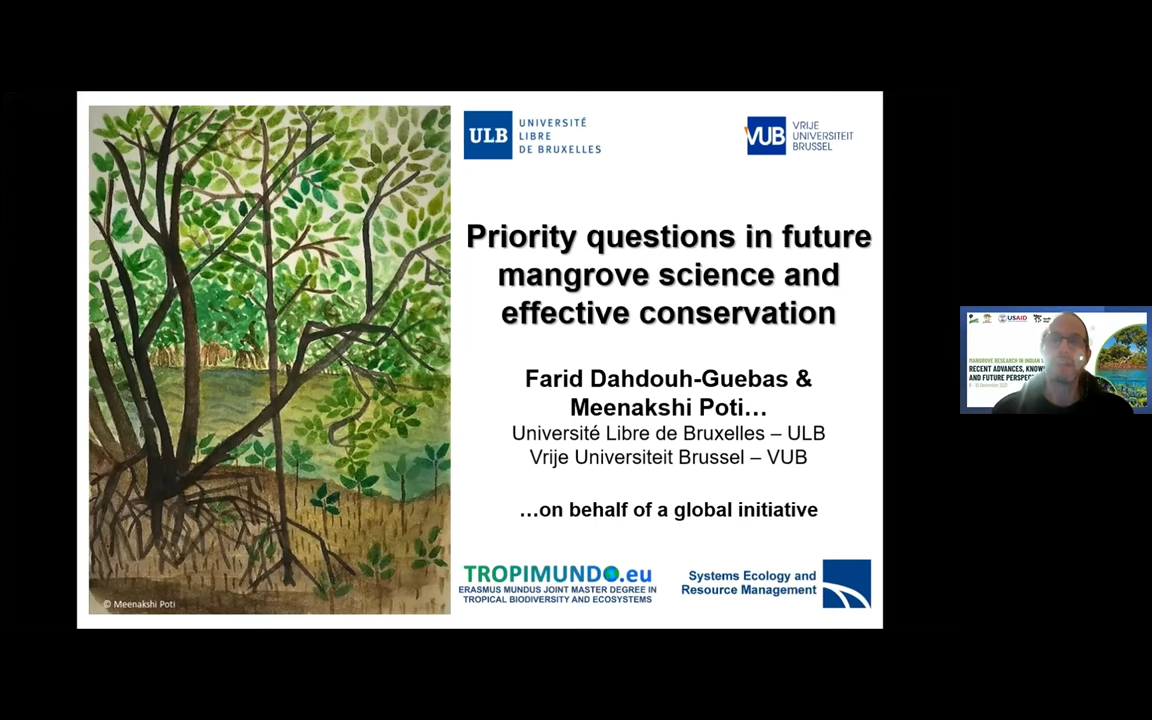 ULB
UNIVERSITÉ
LIBRE
DE BRUXELLES
VUB
VRIJE
UNIVERSITEIT
BRUSSEL
Priority questions in future
mangrove science and
effective conservation
Farid Dahdouh-Guebas &
Meenakshi Poti…
Université Libre de Bruxelles – ULB
Vrije Universiteit Brussel – VUB
…on behalf of a global initiative
TROPIMUNDO.eu
ERASMUS MUNDUS JOINT MASTER DEGREE IN
TROPICAL BIODIVERSITY AND ECOSYSTEMS
Systems Ecology and
Resource Management
© Meenakshi Poti
USAID
MANGROVE RESEARCH IN INDIAN
RECENT ADVANCES, KNOW
AND FUTURE PERSPE